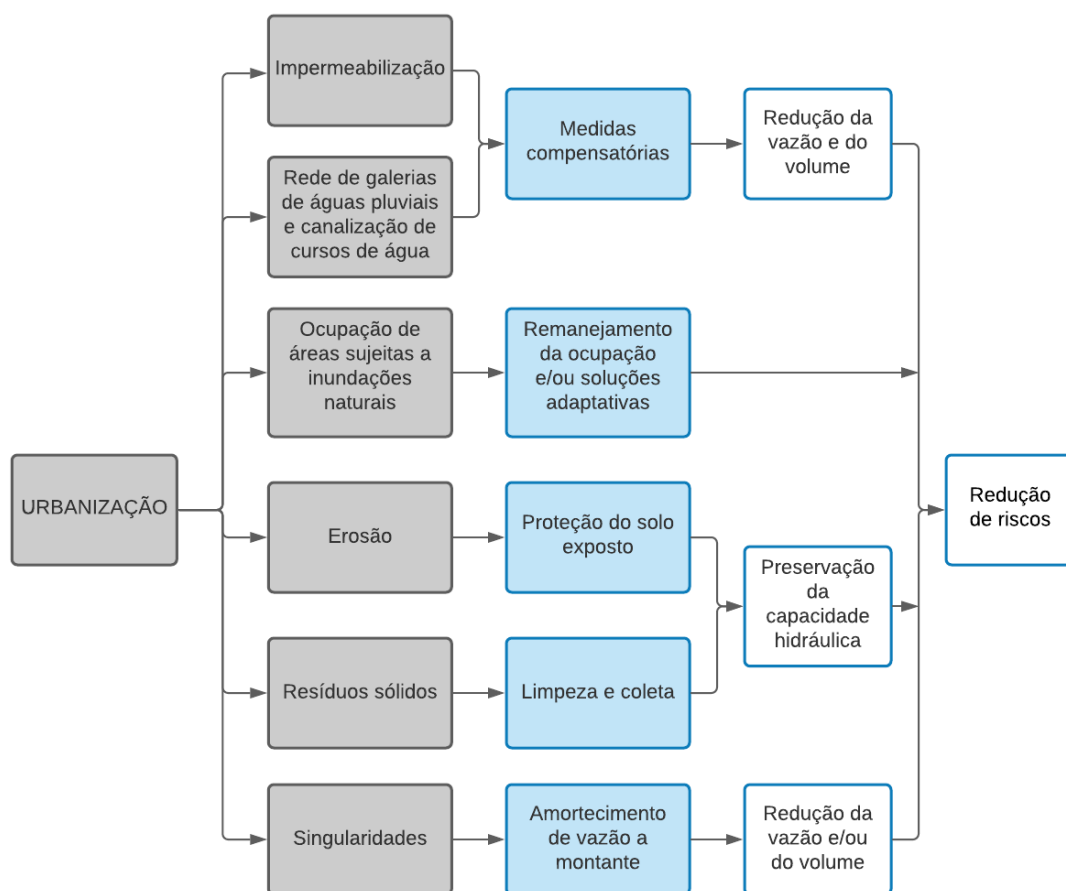 Impermeabilização
Rede de galerias
de águas pluviais
e canalização de
cursos de água
Medidas
compensatórias
Redução da
vazão e do
volume
Ocupação de
áreas sujeitas a
inundações
naturais
Remanejamento
da ocupação
e/ou soluções
adaptativas
URBANIZAÇÃO
Erosão
Proteção do solo
exposto
Resíduos sólidos
Limpeza e coleta
Preservação
da
capacidade
hidráulica
Singularidades
Amortecimento
de vazão a
montante
Redução da
vazão e/ou
do volume
Redução
de riscos